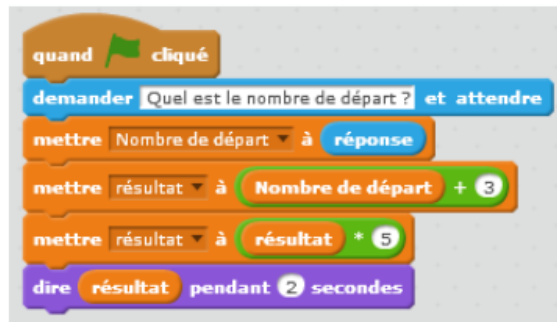 quand cliqué
demander Quel est le nombre de départ ? et attendre
mettre Nombre de départ à réponse
mettre résultat à Nombre de départ + 3
mettre résultat à résultat * 5
dire résultat pendant 2 secondes